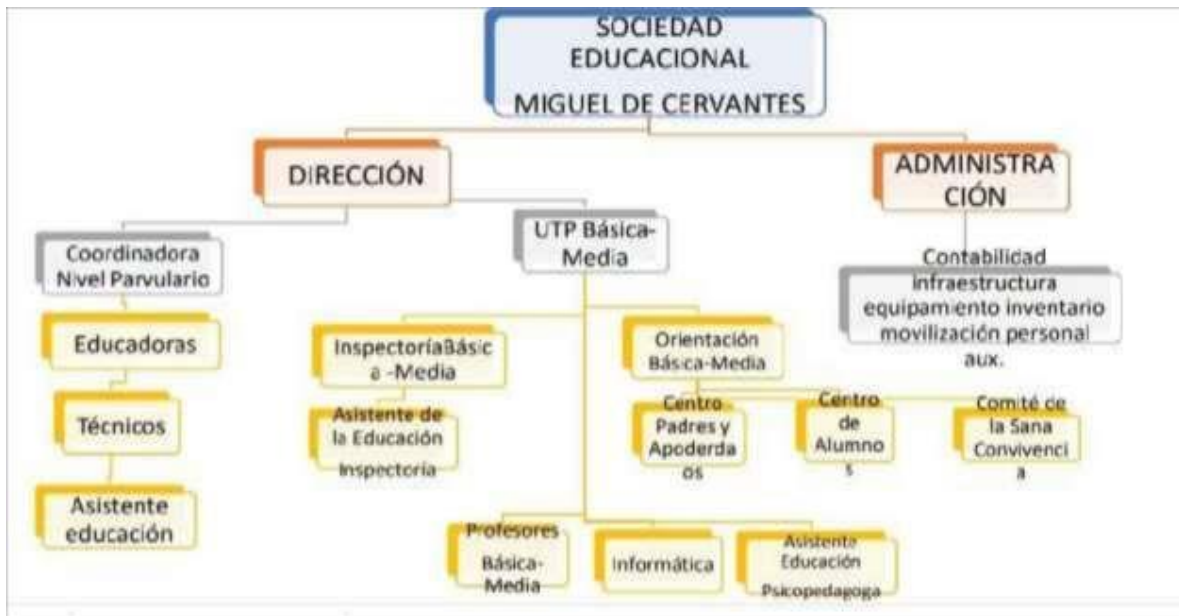 SOCIEDAD
EDUCACIONAL
MIGUEL DE CERVANTES
DIRECCIÓN
ADMINISTRA
CIÓN
Coordinadora
Nivel Parvulario
UTP Básica-
Media
Contabilidad
infraestructura
equipamiento inventario
movilización personal
aux.
Educadoras
InspectoríaBásic
a -Media
Orientación
Básica-Media
Técnicos
Asistente de
la Educación
Inspectoría
Centro
Padres y
Apoderda
os
Centro
de
Alumno
s
Comité de
la Sana
Convivenci
a
Asistente
educación
Profesores
Básica-
Media
Informática
Asistente
Educación
Psicopedagoga